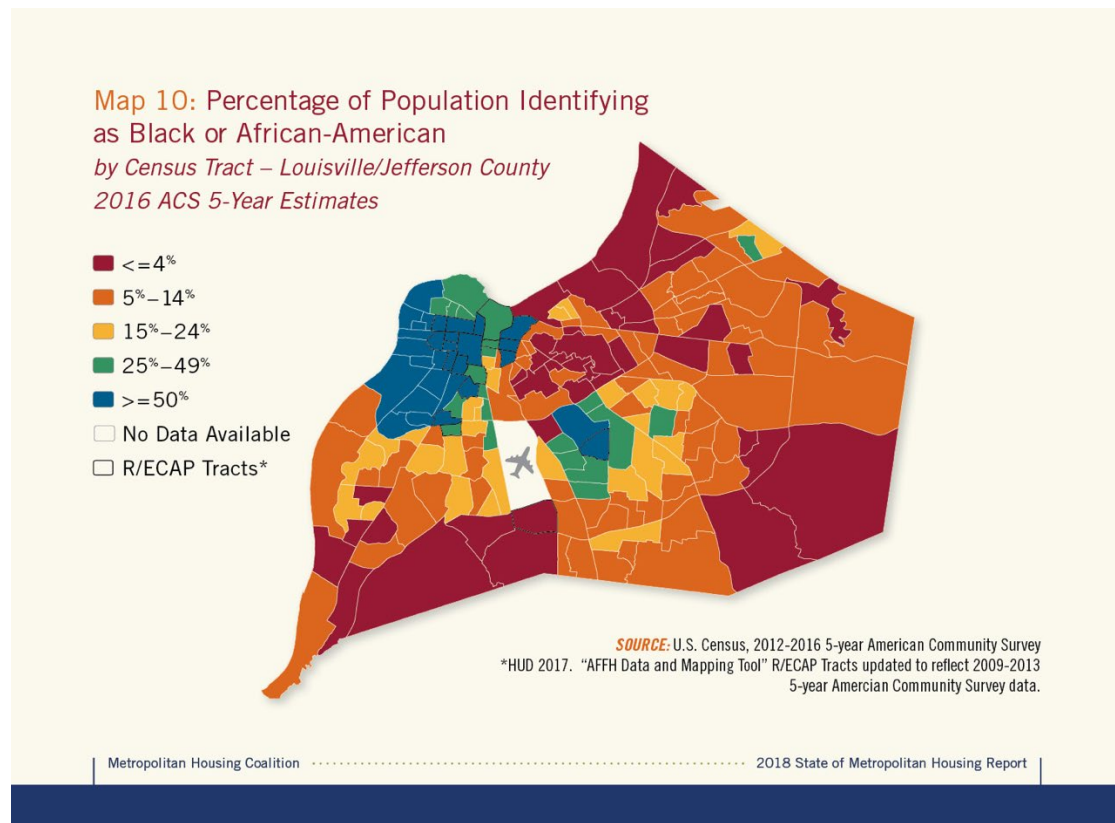 Map 10: Percentage of Population Identifying
as Black or African-American
by Census Tract – Louisville/Jefferson County
2016 ACS 5-Year Estimates
<=4%
5%–14%
15%–24%
25%–49%
>=50%
No Data Available
R/ECAP Tracts*
SOURCE: U.S. Census, 2012-2016 5-year American Community Survey
*HUD 2017. “AFFH Data and Mapping Tool” R/ECAP Tracts updated to reflect 2009-2013
5-year Amercian Community Survey data.
Metropolitan Housing Coalition
2018 State of Metropolitan Housing Report